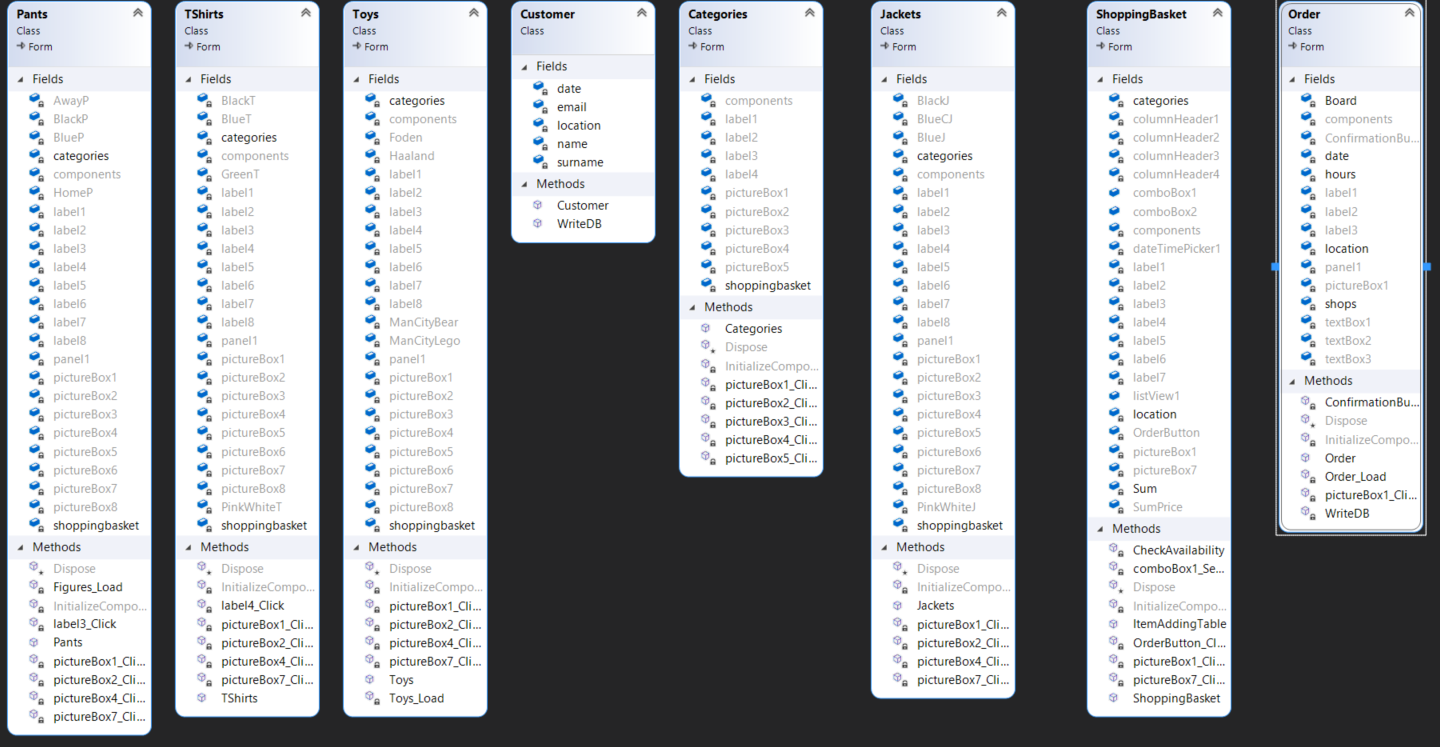 Pants
Class
Form
Fields
AwayP
BlackP
BlueP
categories
components
HomeP
label1
label2
label3
label4
label5
label6
label7
label8
panel1
pictureBox1
pictureBox2
pictureBox3
pictureBox4
pictureBox5
pictureBox6
pictureBox7
pictureBox8
shoppingbasket
Methods
Dispose
Figures_Load
InitializeCompo...
label3_Click
Pants
pictureBox1_Cli...
pictureBox2_Cli...
pictureBox4_Cli...
pictureBox7_Cli...
TShirts
Class
Form
Fields
BlackT
BlueT
categories
components
GreenT
label1
label2
label3
label4
label5
label6
label7
label8
panel1
pictureBox1
pictureBox2
pictureBox3
pictureBox4
pictureBox5
pictureBox6
pictureBox7
pictureBox8
PinkWhiteT
shoppingbasket
Methods
Dispose
InitializeCompo...
label4_Click
pictureBox1_Cli...
pictureBox2_Cli...
pictureBox4_Cli...
pictureBox7_Cli...
TShirts
Toys
Class
Form
Fields
categories
components
Foden
Haaland
label1
label2
label3
label4
label5
label6
label7
label8
ManCityBear
ManCityLego
panel1
pictureBox1
pictureBox2
pictureBox3
pictureBox4
pictureBox5
pictureBox6
pictureBox7
pictureBox8
shoppingbasket
Methods
Dispose
InitializeCompo...
pictureBox1_Cli...
pictureBox2_Cli...
pictureBox4_Cli...
pictureBox7_Cli...
Toys
Toys_Load
Customer
Class
Fields
date
email
location
name
surname
Methods
Customer
WriteDB
Categories
Class
Form
Fields
components
label1
label2
label3
label4
pictureBox1
pictureBox2
pictureBox3
pictureBox4
pictureBox5
shoppingbasket
Methods
Categories
Dispose
InitializeCompo...
pictureBox1_Cli...
pictureBox2_Cli...
pictureBox3_Cli...
pictureBox4_Cli...
pictureBox5_Cli...
Jackets
Class
Form
Fields
BlackJ
BlueCJ
BlueJ
categories
components
label1
label2
label3
label4
label5
label6
label7
label8
panel1
pictureBox1
pictureBox2
pictureBox3
pictureBox4
pictureBox5
pictureBox6
pictureBox7
pictureBox8
PinkWhiteJ
shoppingbasket
Methods
Dispose
InitializeCompo...
Jackets
pictureBox1_Cli...
pictureBox2_Cli...
pictureBox4_Cli...
pictureBox7_Cli...
ShoppingBasket
Class
Form
Fields
categories
columnHeader1
columnHeader2
columnHeader3
columnHeader4
comboBox1
comboBox2
components
dateTimePicker1
label1
label2
label3
label4
label5
label6
label7
listView1
location
OrderButton
pictureBox1
pictureBox7
Sum
SumPrice
Methods
CheckAvailability
comboBox1_Se...
Dispose
InitializeCompo...
ItemAddingTable
OrderButton_Cl...
pictureBox1_Cli...
pictureBox7_Cli...
ShoppingBasket
Order
Class
Form
Fields
Board
components
ConfirmationBu...
date
hours
label1
label2
label3
location
panel1
pictureBox1
shops
textBox1
textBox2
textBox3
Methods
ConfirmationBu...
Dispose
InitializeCompo...
Order
Order_Load
pictureBox1_Cli...
WriteDB